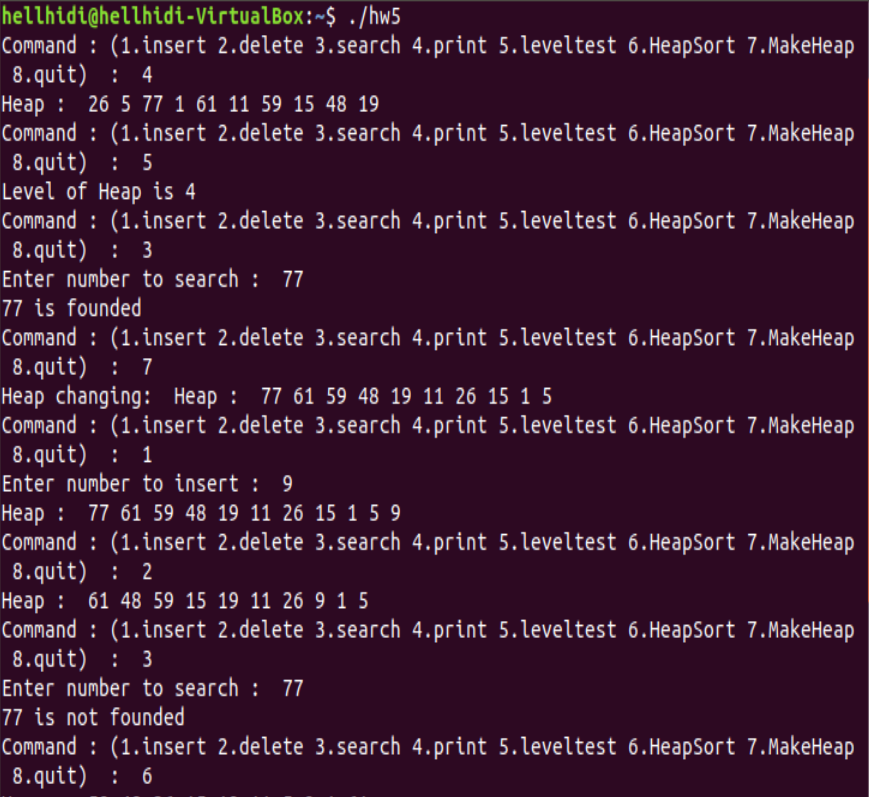 hellhidi@hellhidi-VirtualBox:~$ ./hw5
Command : (1.insert 2.delete 3.search 4.print 5.leveltest 6.HeapSort 7.MakeHeap
8.quit) : 4
Heap : 26 5 77 1 61 11 59 15 48 19
Command : (1.insert 2.delete 3.search 4.print 5.leveltest 6.HeapSort 7.MakeHeap
8.quit) : 5
Level of Heap is 4
Command : (1.insert 2.delete 3.search 4.print 5.leveltest 6.HeapSort 7.MakeHeap
8.quit) : 3
Enter number to search : 77
77 is founded
Command : (1.insert 2.delete 3.search 4.print 5.leveltest 6.HeapSort 7.MakeHeap
8.quit) : 7
Heap changing: Heap : 77 61 59 48 19 11 26 15 1 5
Command : (1.insert 2.delete 3.search 4.print 5.leveltest 6.HeapSort 7.MakeHeap
8.quit) : 1
Enter number to insert : 9
Heap : 77 61 59 48 19 11 26 15 1 5 9
Command : (1.insert 2.delete 3.search 4.print 5.leveltest 6.HeapSort 7.MakeHeap
8.quit) : 2
Heap : 61 48 59 15 19 11 26 9 1 5
Command : (1.insert 2.delete 3.search 4.print 5.leveltest 6.HeapSort 7.MakeHeap
8.quit) : 3
Enter number to search : 77
77 is not founded
Command : (1.insert 2.delete 3.search 4.print 5.leveltest 6.HeapSort 7.MakeHeap
8.quit) : 6